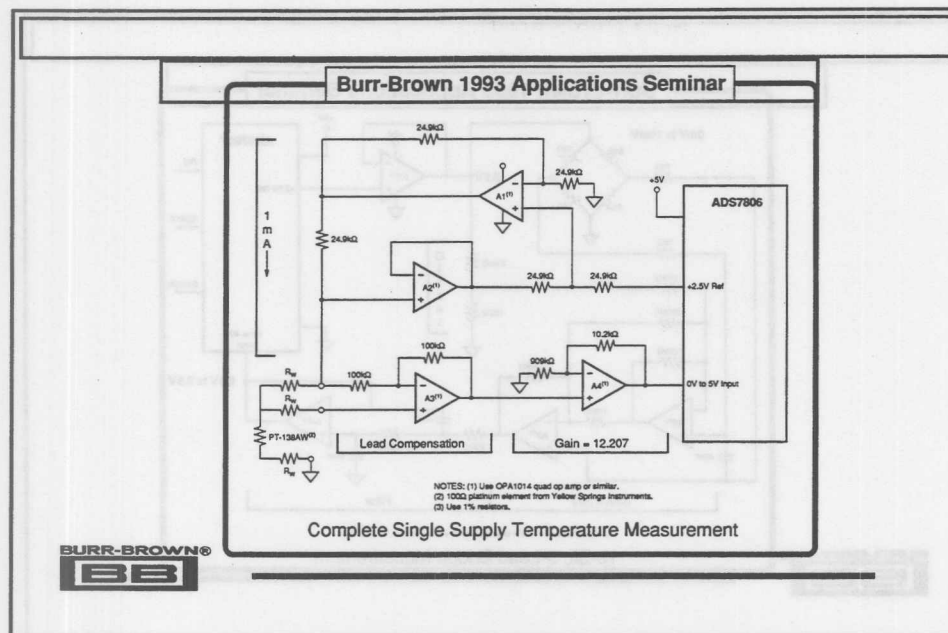 Burr-Brown 1993 Applications Seminar
24.9kΩ
A1(1)
24.9kΩ
+5V
ADS7806
1 mA
24.9kΩ
A2(1)
24.9kΩ
24.9kΩ
+2.5V Ref
100kΩ
10.2kΩ
Rw
100kΩ
A3(1)
909kΩ
A4(1)
0V to 5V Input
Rw
PT-138AW(2)
Rw
Lead Compensation
Gain = 12.207
NOTES: (1) Use OPA1014 quad op amp or similar.
(2) 100Ω platinum element from Yellow Springs Instruments.
(3) Use 1% resistors.
Complete Single Supply Temperature Measurement
BURR-BROWN®
BB